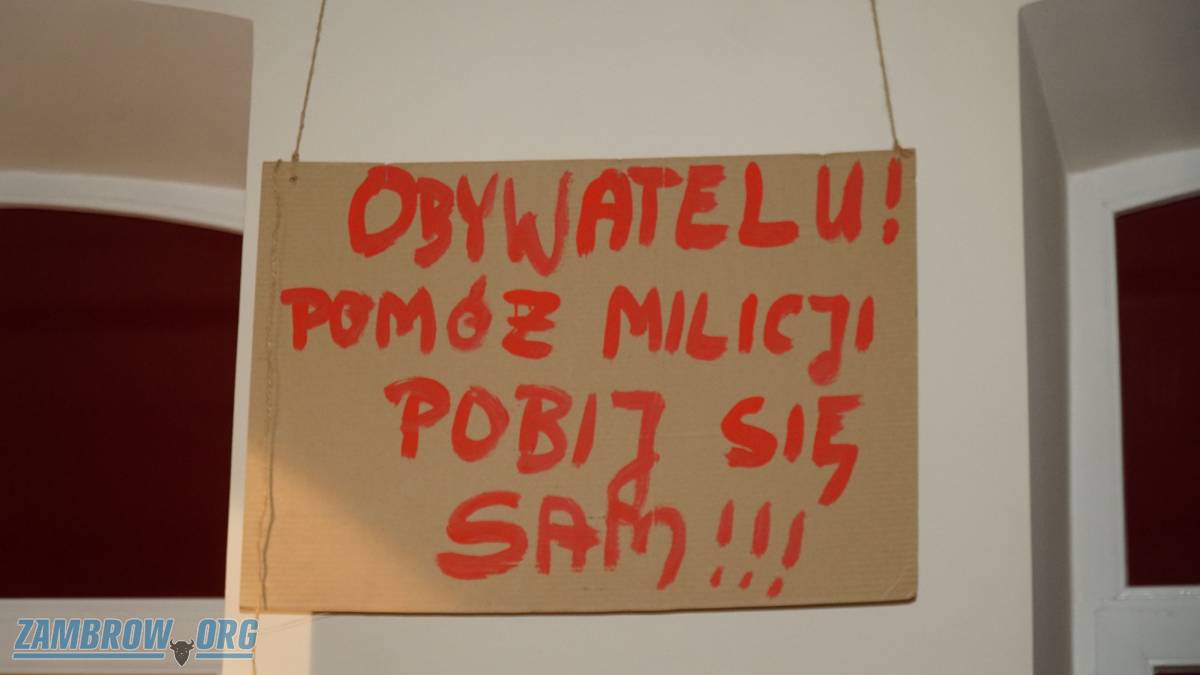 OBYWATELU!
POMÓŻ MILICJI
POBIJ SIĘ
SAM!!!
ZAMBROW.ORG